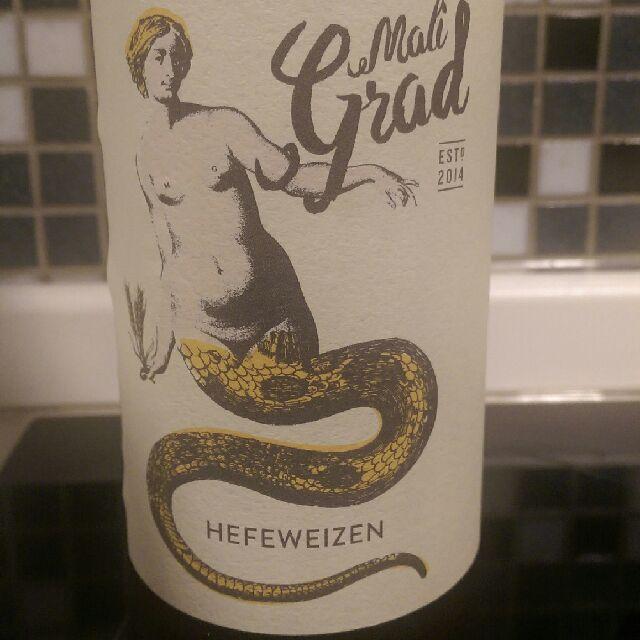 Mali
Grad
ESTD
2014
HEFEWEIZEN